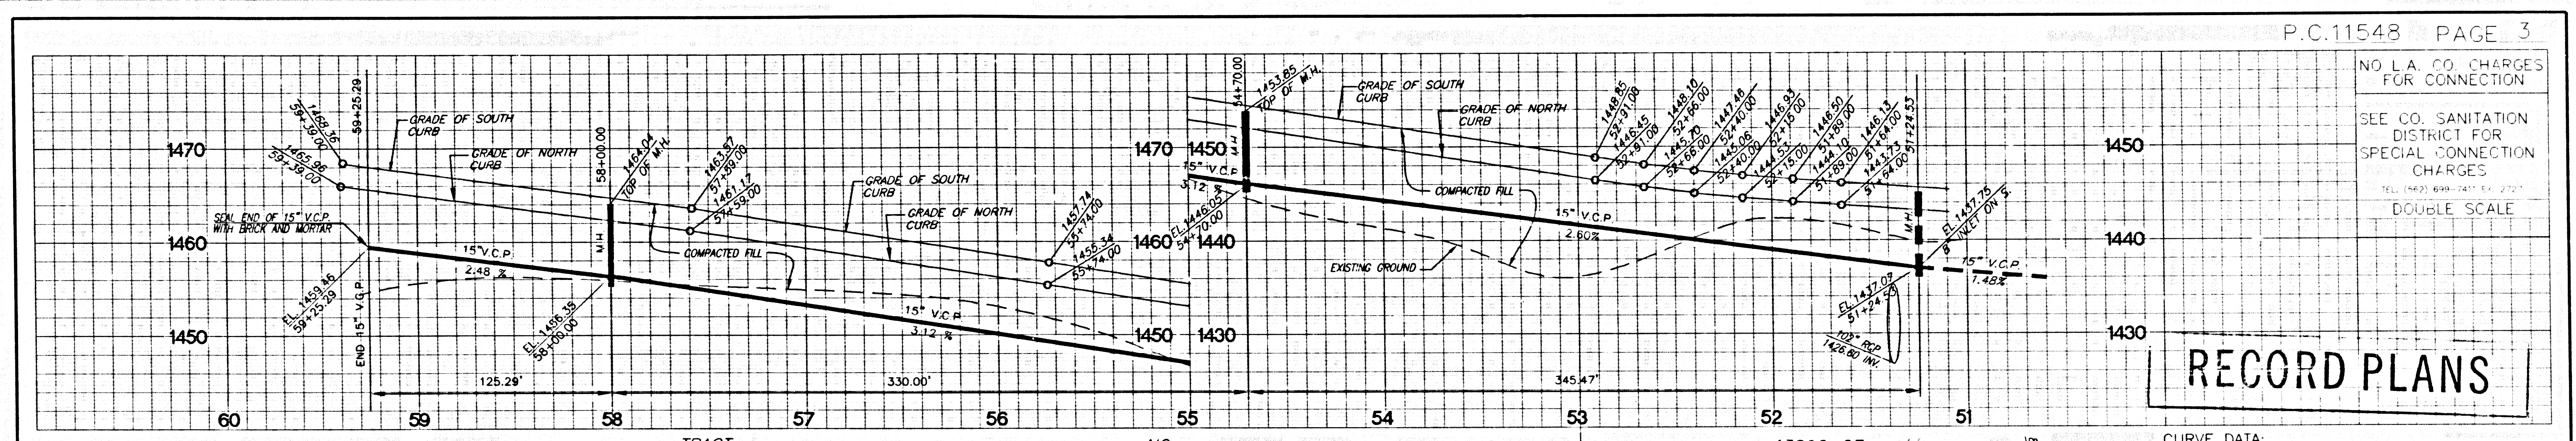 P.C.11548 PAGE 3
NO L.A. CO. CHARGES
FOR CONNECTION
SEE CO. SANITATION
DISTRICT FOR
SPECIAL CONNECTION
CHARGES
TEL. (562) 699-7411
DOUBLE SCALE
RECORD PLANS
1470
1460
1450
1468.36
59+39.00
1465.96
59+39.00
59+25.29
GRADE OF SOUTH
CURB
GRADE OF NORTH
CURB
SEAL END OF 15" V.C.P.
WITH BRICK AND MORTAR
15" V.C.P.
2.48 %
EL. 1459.46
59+25.29
END 15" V.C.P.
58+00.00
1464.04
TOP OF M.H.
M.H.
EL. 1456.35
58+00.00
1463.57
57+59.00
1461.17
57+59.00
COMPACTED FILL
GRADE OF SOUTH
CURB
GRADE OF NORTH
CURB
15" V.C.P.
3.12 %
1457.74
55+74.00
1455.34
55+74.00
1470 1450
1460 1440
1450 1430
15" V.C.P.
3.12 %
54+70.00
1453.85
TOP OF M.H.
M.H.
EL. 1446.05
54+70.00
GRADE OF SOUTH
CURB
GRADE OF NORTH
CURB
COMPACTED FILL
EXISTING GROUND
15" V.C.P.
2.60%
1448.85
52+91.00
1446.45
52+91.00
1448.10
52+66.00
1445.70
52+66.00
1447.46
52+40.00
1445.06
52+40.00
1446.93
52+15.00
1444.53
52+15.00
1446.50
51+89.00
1444.10
51+89.00
1446.13
51+64.00
1443.73
51+64.00
51+24.53
M.H.
EL. 1437.75
8" INLET ON S.
EL. 1437.07
51+24.53
102" RCP
1426.60 INV.
15" V.C.P.
1.48%
1450
1440
1430
125.29'
330.00'
345.47'
60 59 58 57 56 55 54 53 52 51
CURVE DATA: